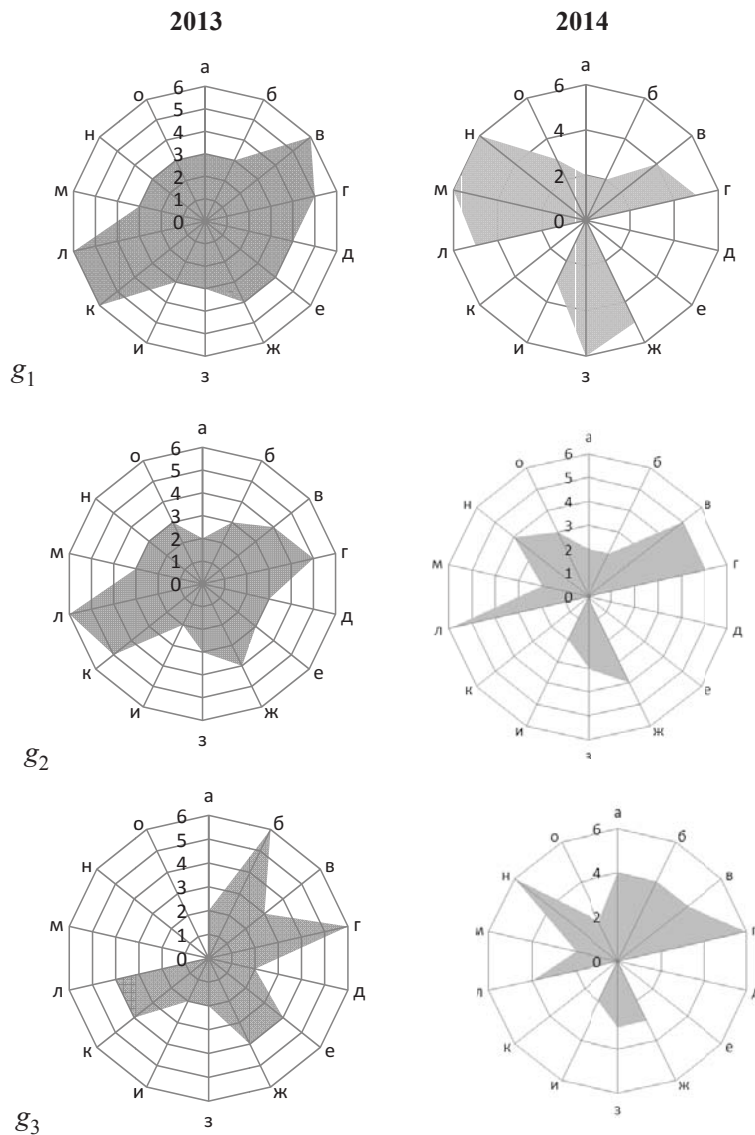 2013
2014
а
б
в
г
д
е
ж
з
и
к
л
м
н
о
6
5
4
3
2
1
0
g1
а
б
в
г
д
е
ж
з
и
к
л
м
н
о
6
4
2
0
а
б
в
г
д
е
ж
з
и
к
л
м
н
о
6
5
4
3
2
1
0
g2
а
б
в
г
д
е
ж
з
и
к
л
м
н
о
6
5
4
3
2
1
0
а
б
в
г
д
е
ж
з
и
к
л
м
н
о
6
5
4
3
2
1
0
g3
а
б
в
г
д
е
ж
з
и
к
л
м
н
о
6
4
2
0